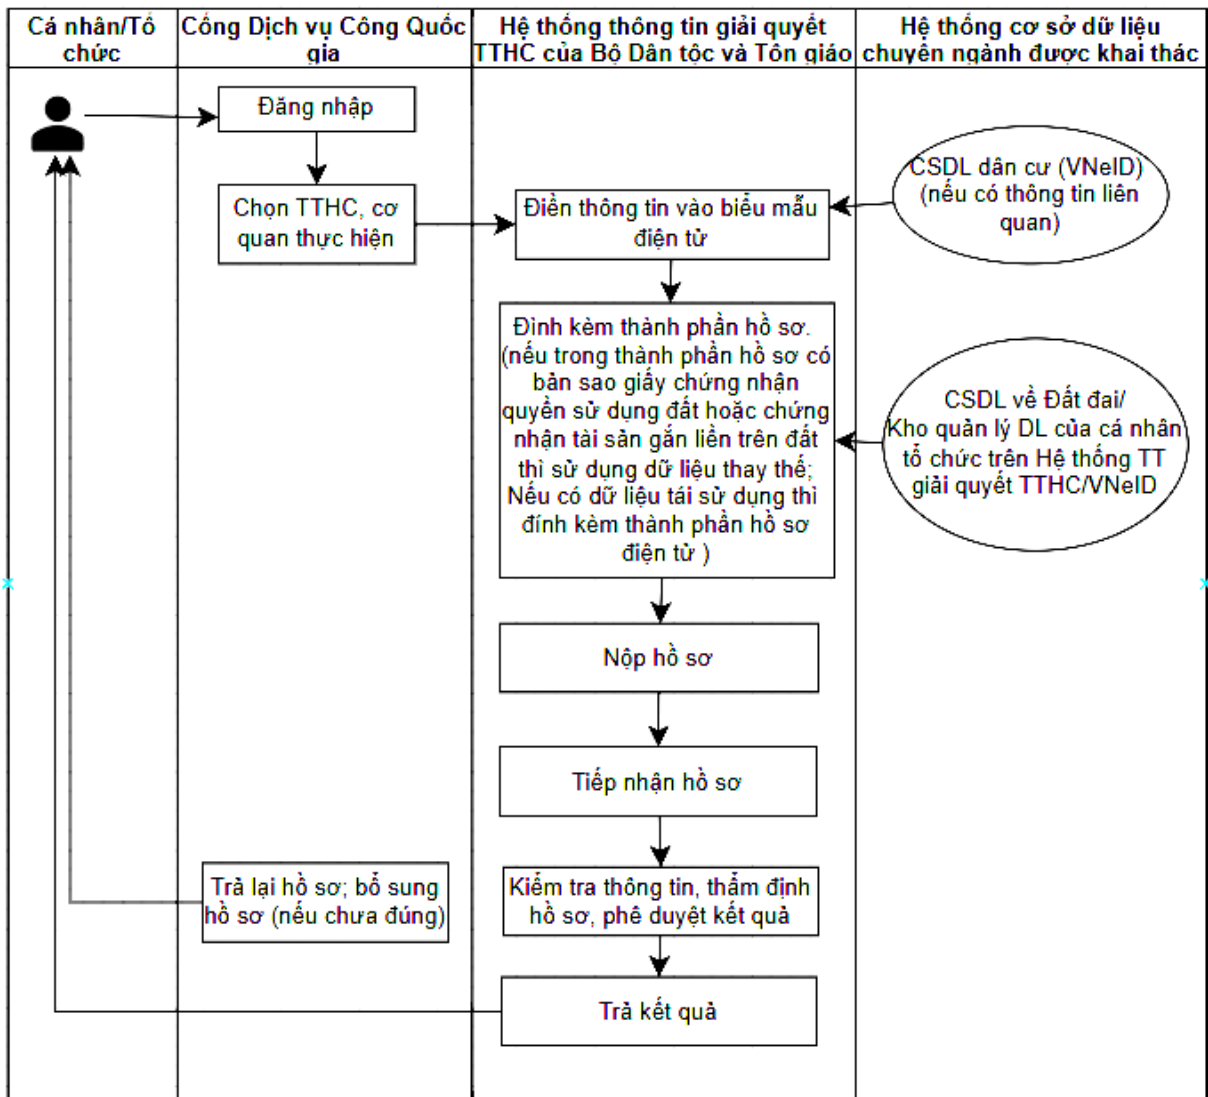 Cá nhân/Tổ
chức
Cổng Dịch vụ Công Quốc
gia
Hệ thống thông tin giải quyết
TTHC của Bộ Dân tộc và Tôn giáo
Hệ thống cơ sở dữ liệu
chuyên ngành được khai thác
Đăng nhập
Chọn TTHC, cơ
quan thực hiện
Điền thông tin vào biểu mẫu
điện tử
CSDL dân cư (VNeID)
(nếu có thông tin liên
quan)
Đính kèm thành phần hồ sơ.
(nếu trong thành phần hồ sơ có
bản sao giấy chứng nhận
quyền sử dụng đất hoặc chứng
nhận tài sản gắn liền trên đất
thì sử dụng dữ liệu thay thế;
Nếu có dữ liệu tái sử dụng thì
đính kèm thành phần hồ sơ
điện tử )
CSDL về Đất đai/
Kho quản lý DL của cá nhân
tổ chức trên Hệ thống TT
giải quyết TTHC/VNeID
Nộp hồ sơ
Tiếp nhận hồ sơ
Trả lại hồ sơ; bổ sung
hồ sơ (nếu chưa đúng)
Kiểm tra thông tin, thẩm định
hồ sơ, phê duyệt kết quả
Trả kết quả